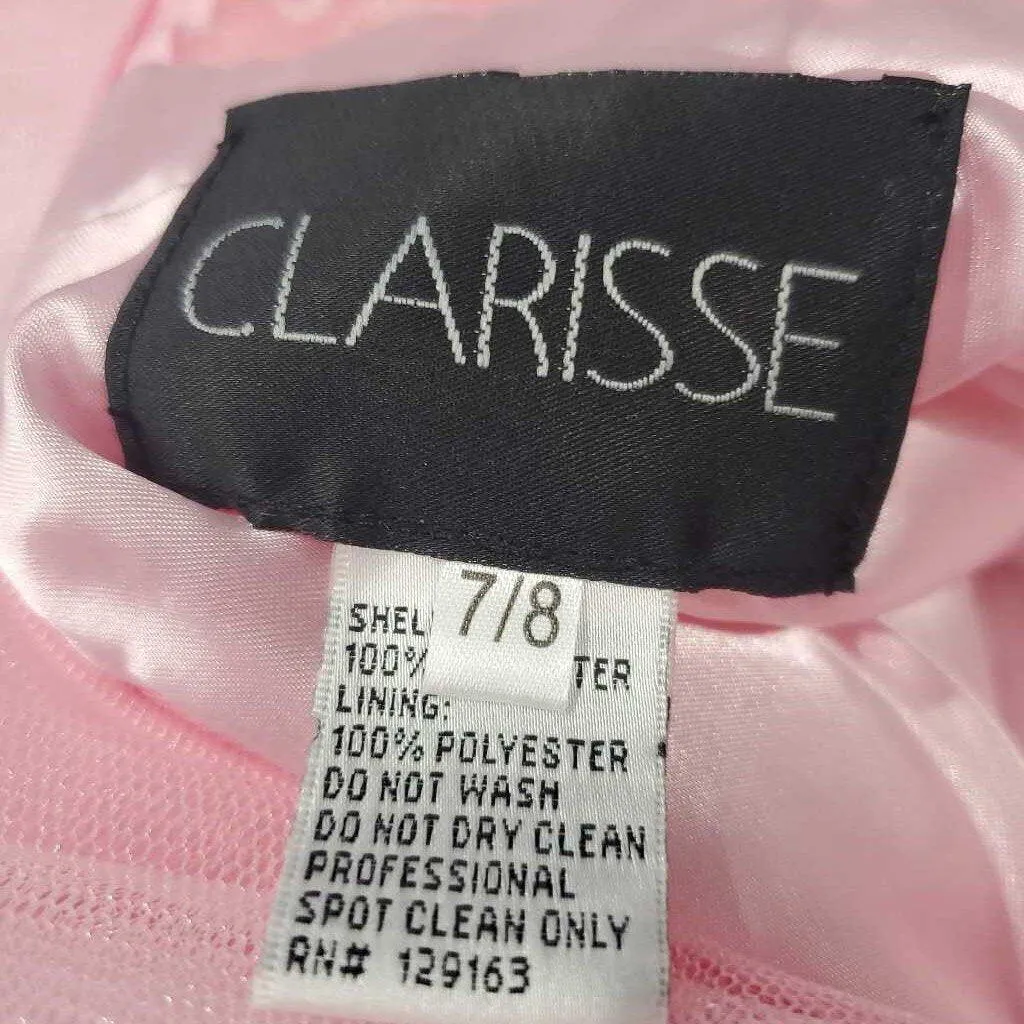 CLARISSE
7/8
SHEL
100% TER
LINING:
100% POLYESTER
DO NOT WASH
DO NOT DRY CLEAN
PROFESSIONAL
SPOT CLEAN ONLY
RN# 129163